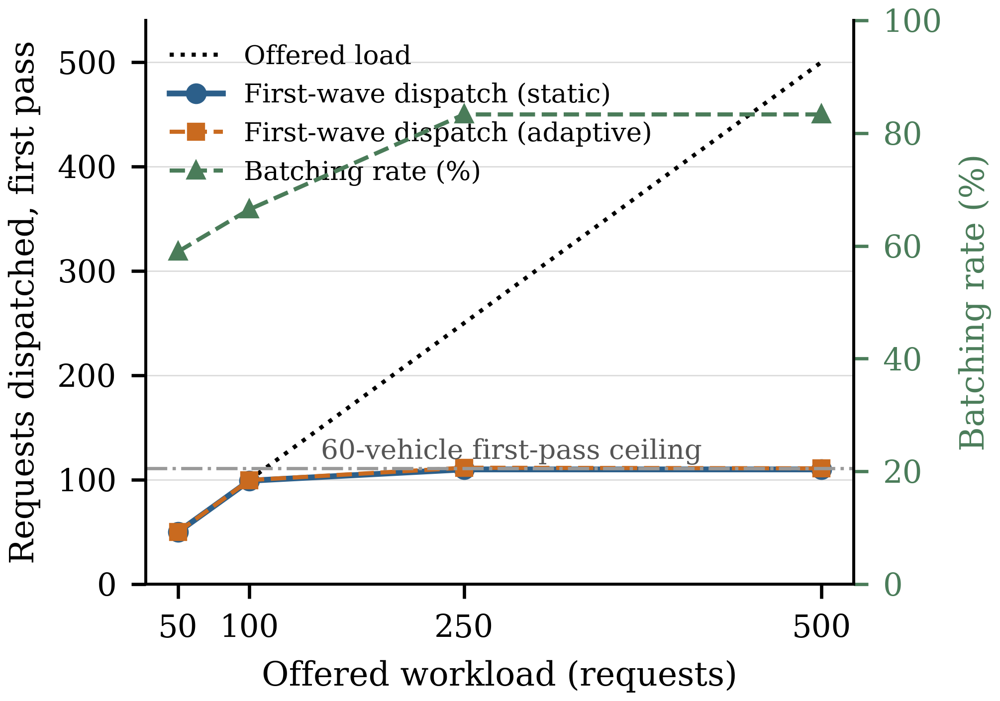 Requests dispatched, first pass
500
400
300
200
100
0
Offered load
First-wave dispatch (static)
First-wave dispatch (adaptive)
Batching rate (%)
60-vehicle first-pass ceiling
100
80
60
40
20
0
Batching rate (%)
50 100 250 500
Offered workload (requests)